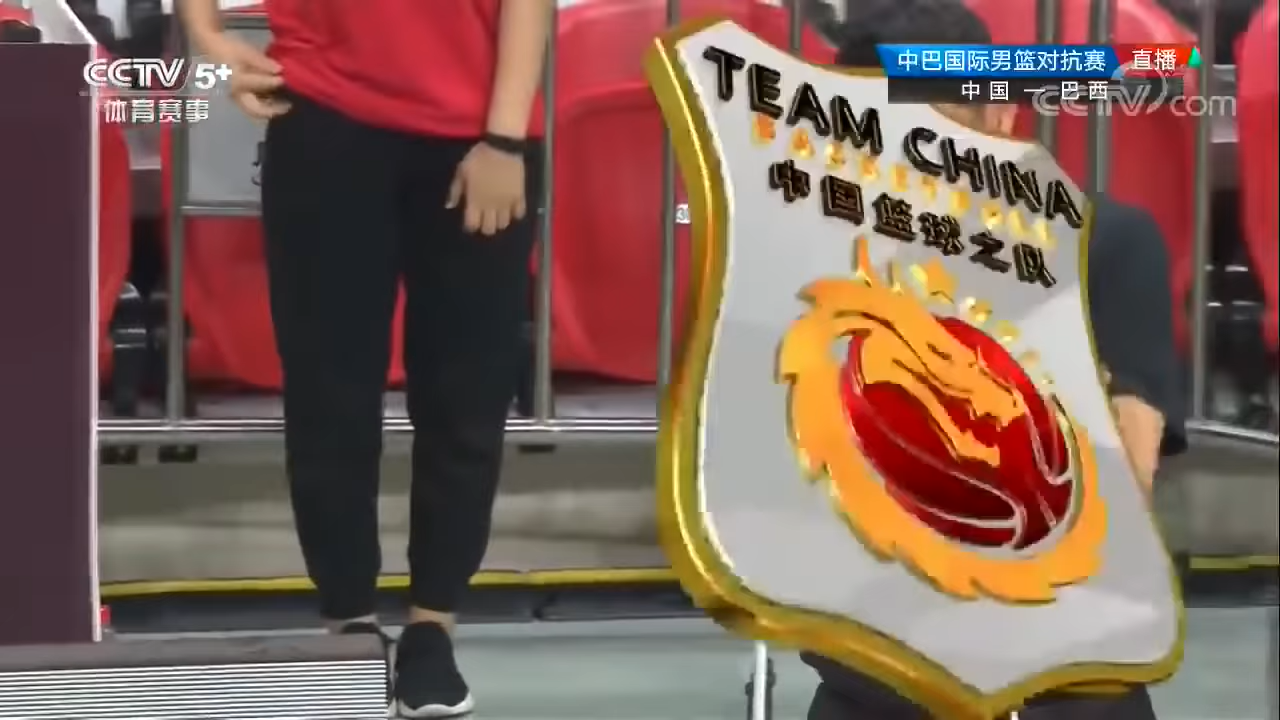 CCTV 5+
体育赛事
中巴国际男篮对抗赛 直播
中国 — 巴西
CCTV.com
TEAM CHINA
BASKETBALL
中国篮球之队